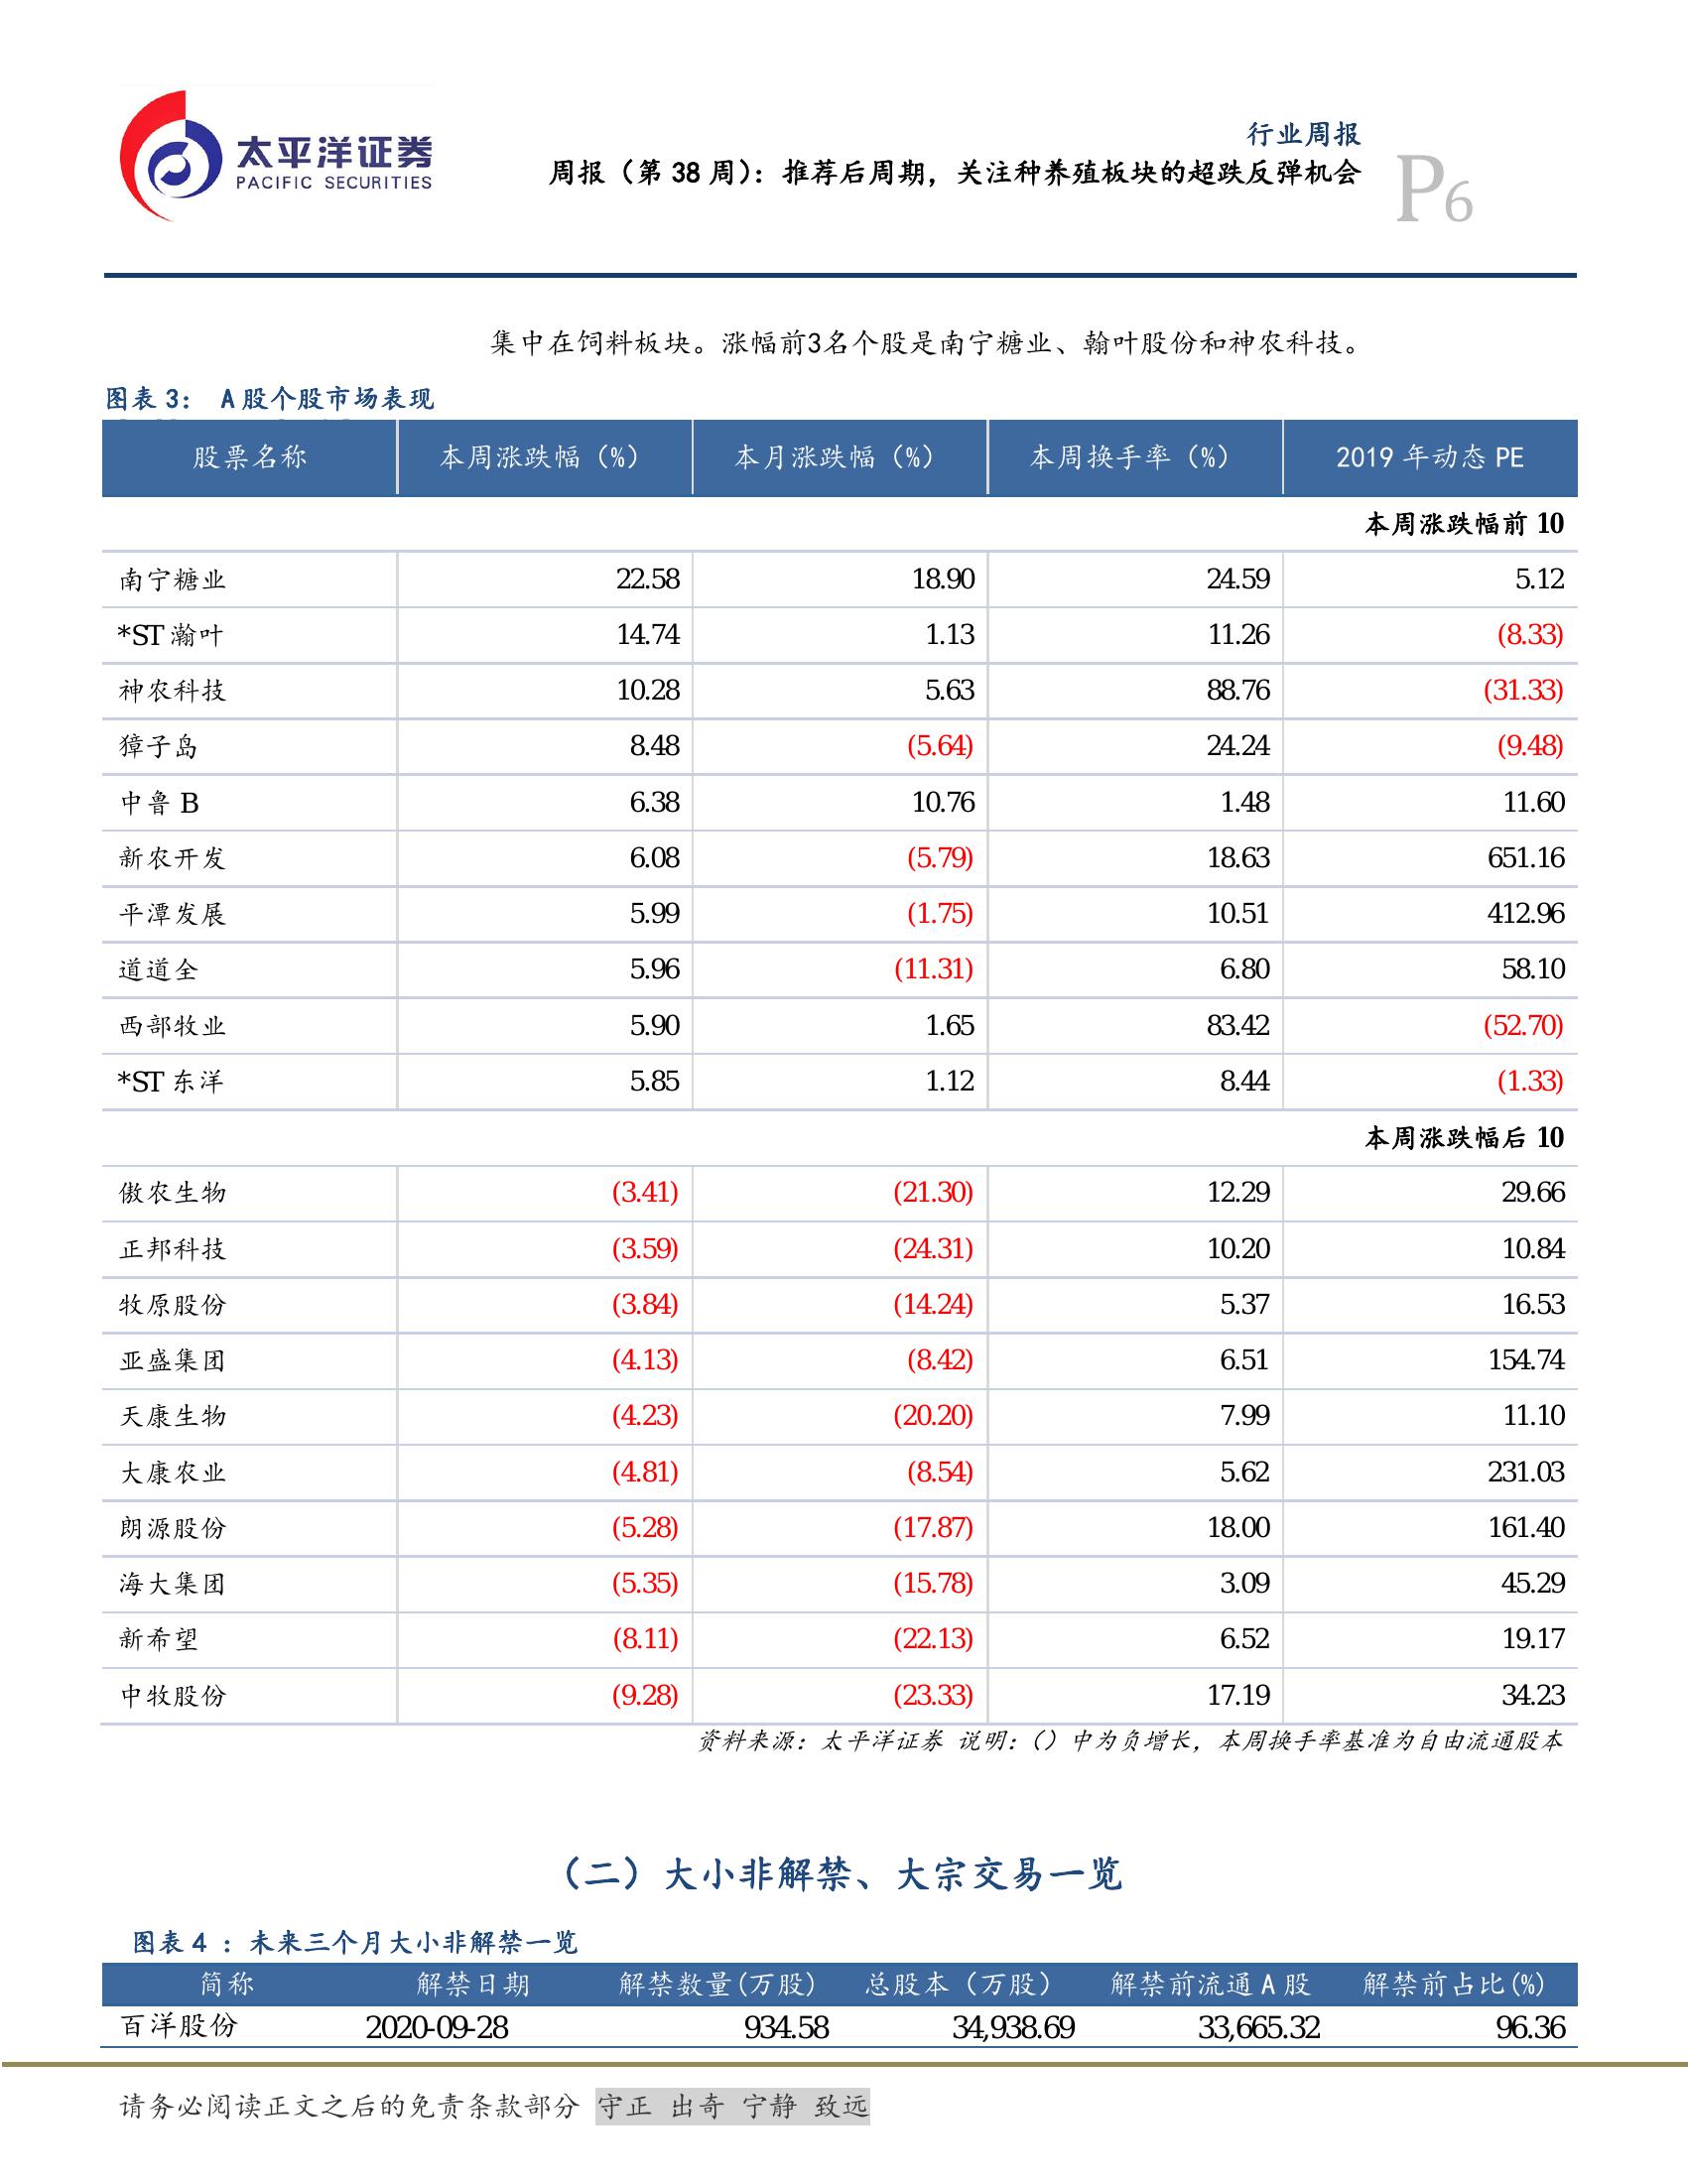 太平洋证券
PACIFIC SECURITIES
行业周报
周报（第 38 周）：推荐后周期，关注种养殖板块的超跌反弹机会
P6
集中在饲料板块。涨幅前3名个股是南宁糖业、翰叶股份和神农科技。
图表 3： A 股个股市场表现
股票名称 本周涨跌幅（%） 本月涨跌幅（%） 本周换手率（%） 2019 年动态 PE
本周涨跌幅前 10
南宁糖业 22.58 18.90 24.59 5.12
*ST 瀚叶 14.74 1.13 11.26 (8.33)
神农科技 10.28 5.63 88.76 (31.33)
獐子岛 8.48 (5.64) 24.24 (9.48)
中鲁 B 6.38 10.76 1.48 11.60
新农开发 6.08 (5.79) 18.63 651.16
平潭发展 5.99 (1.75) 10.51 412.96
道道全 5.96 (11.31) 6.80 58.10
西部牧业 5.90 1.65 83.42 (52.70)
*ST 东洋 5.85 1.12 8.44 (1.33)
本周涨跌幅后 10
傲农生物 (3.41) (21.30) 12.29 29.66
正邦科技 (3.59) (24.31) 10.20 10.84
牧原股份 (3.84) (14.24) 5.37 16.53
亚盛集团 (4.13) (8.42) 6.51 154.74
天康生物 (4.23) (20.20) 7.99 11.10
大康农业 (4.81) (8.54) 5.62 231.03
朗源股份 (5.28) (17.87) 18.00 161.40
海大集团 (5.35) (15.78) 3.09 45.29
新希望 (8.11) (22.13) 6.52 19.17
中牧股份 (9.28) (23.33) 17.19 34.23
资料来源：太平洋证券 说明：（）中为负增长，本周换手率基准为自由流通股本
（二）大小非解禁、大宗交易一览
图表 4 ：未来三个月大小非解禁一览
简称 解禁日期 解禁数量(万股) 总股本（万股） 解禁前流通 A 股 解禁前占比(%)
百洋股份 2020-09-28 934.58 34,938.69 33,665.32 96.36
请务必阅读正文之后的免责条款部分 守正 出奇 宁静 致远